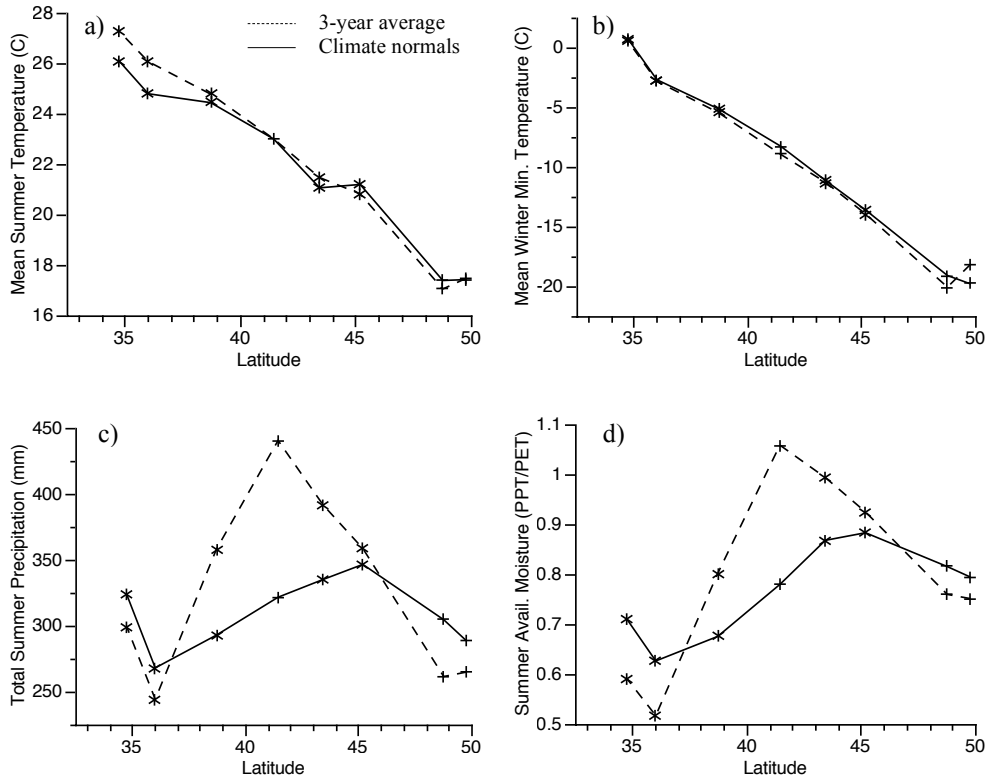 a)
3-year average
Climate normals
Mean Summer Temperature (C)
28
26
24
22
20
18
16
35 40 45 50
Latitude
b)
Mean Winter Min. Temperature (C)
0
-5
-10
-15
-20
35 40 45 50
Latitude
c)
Total Summer Precipitation (mm)
450
400
350
300
250
35 40 45 50
Latitude
d)
Summer Avail. Moisture (PPT/PET)
1.1
1
0.9
0.8
0.7
0.6
0.5
35 40 45 50
Latitude